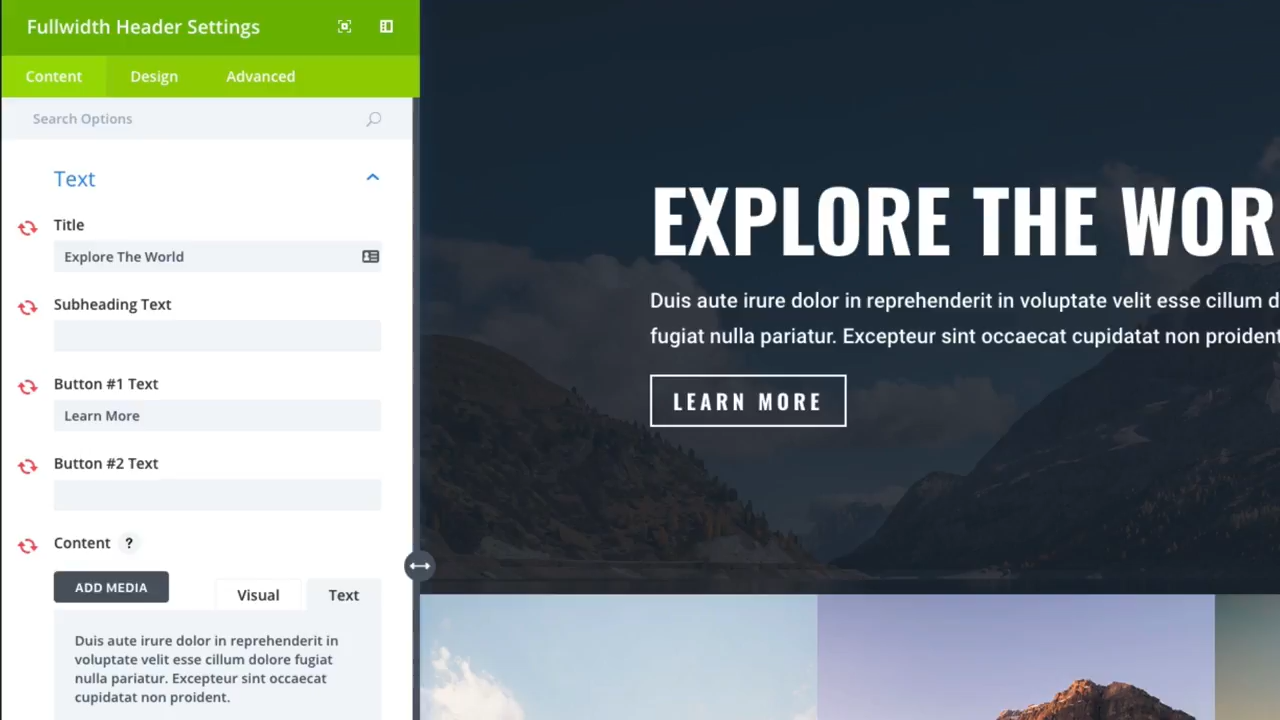 Fullwidth Header Settings
Content Design Advanced
Search Options
Text
Title
Explore The World
Subheading Text
Button #1 Text
Learn More
Button #2 Text
Content ?
ADD MEDIA
Visual Text
Duis aute irure dolor in reprehenderit in
voluptate velit esse cillum dolore fugiat
nulla pariatur. Excepteur sint occaecat
cupidatat non proident.
EXPLORE THE WOR
Duis aute irure dolor in reprehenderit in voluptate velit esse cillum d
fugiat nulla pariatur. Excepteur sint occaecat cupidatat non proident
LEARN MORE